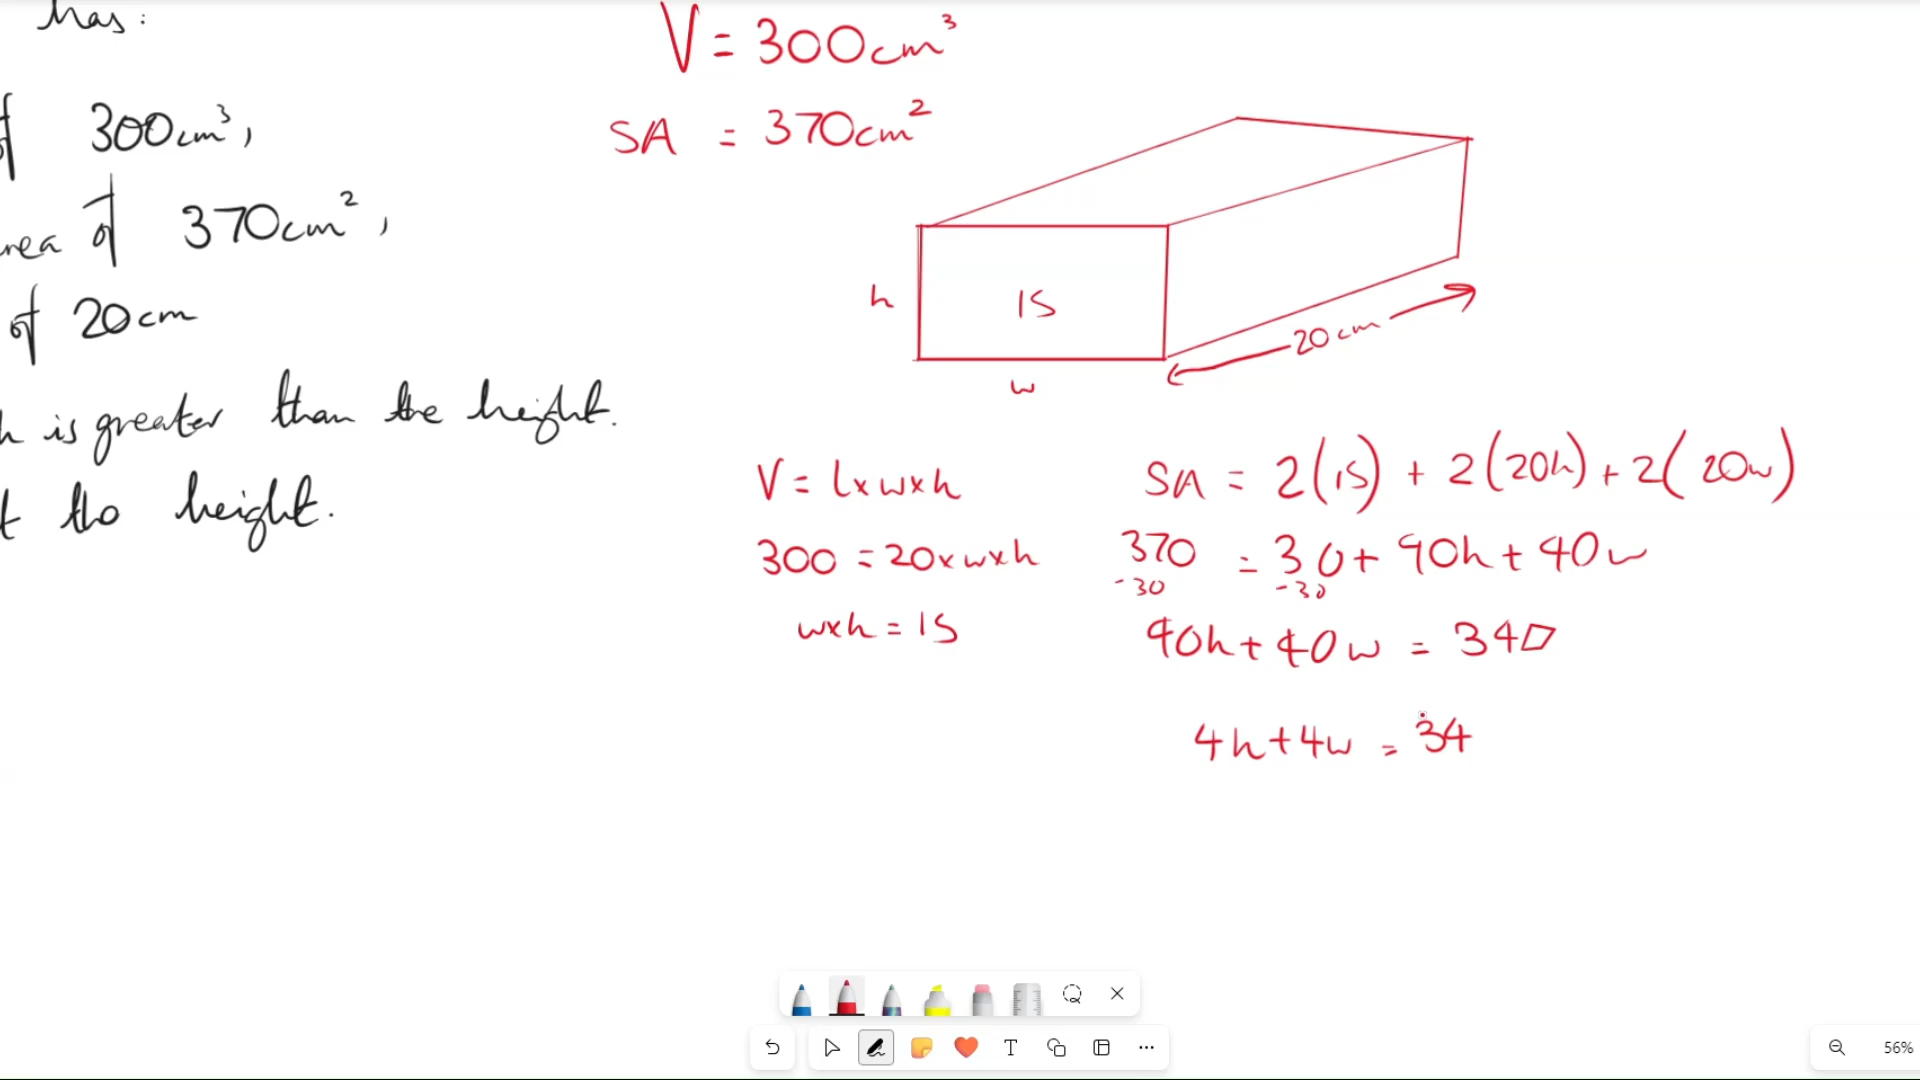 has:
of 300cm³,
area of 370cm²,
of 20cm
h is greater than the height.
t the height.
V = 300cm³
SA = 370cm²
h
15
w
20cm
V = l×w×h
300 = 20×w×h
w×h = 15
SA = 2(15) + 2(20h) + 2(20w)
370 = 30 + 40h + 40w
-30 -30
40h + 40w = 340
4h + 4w = 34
T
56%